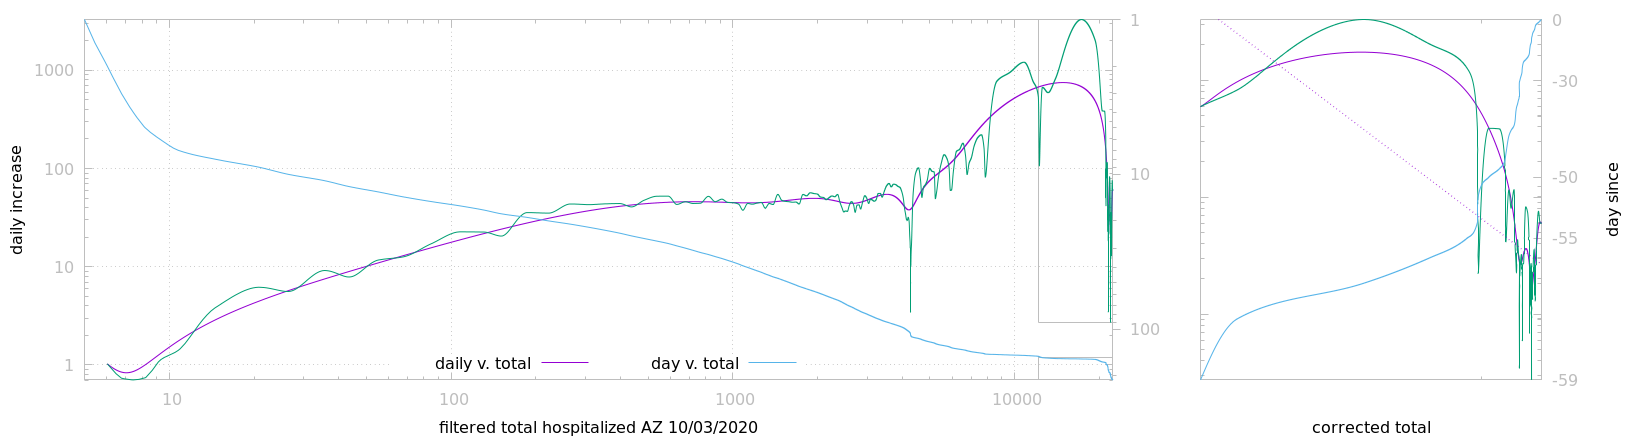 daily increase
1000
100
10
1
10
100
1000
10000
daily v. total
day v. total
1
10
100
filtered total hospitalized AZ 10/03/2020
0
-30
-50
-55
-59
day since
corrected total